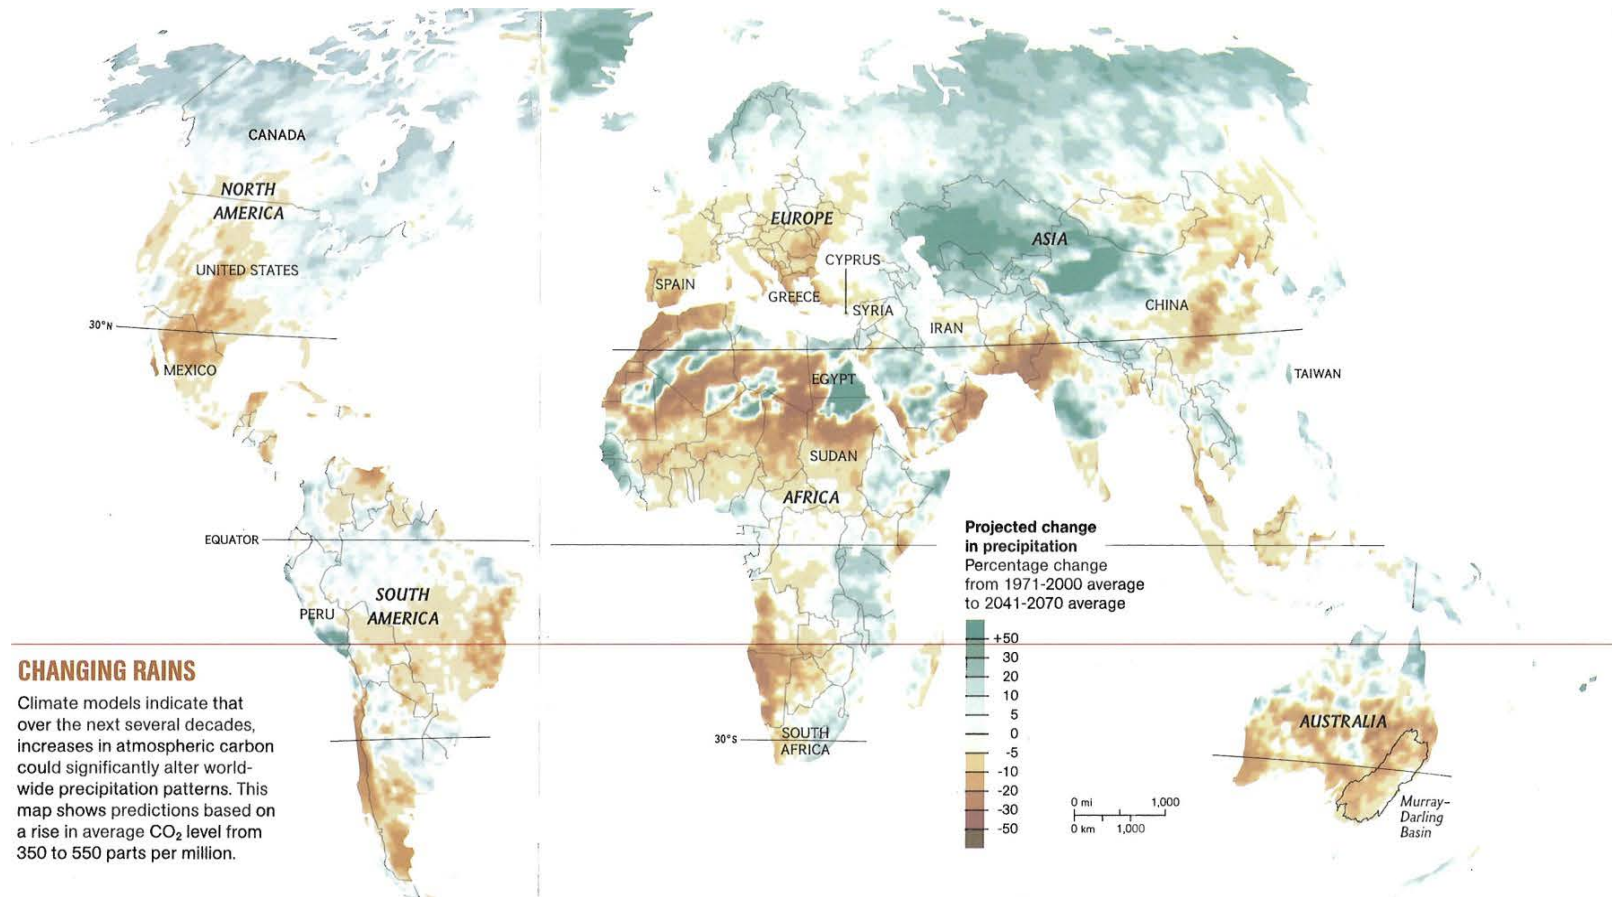 CANADA
NORTH
AMERICA
UNITED STATES
30°N
MEXICO
EUROPE
ASIA
CYPRUS
SPAIN
GREECE
SYRIA
IRAN
CHINA
EGYPT
TAIWAN
SUDAN
AFRICA
EQUATOR
SOUTH
AMERICA
PERU
30°S
SOUTH
AFRICA
AUSTRALIA
Murray-
Darling
Basin
Projected change
in precipitation
Percentage change
from 1971-2000 average
to 2041-2070 average
+50
30
20
10
5
0
-5
-10
-20
-30
-50
0 mi 1,000
0 km 1,000
CHANGING RAINS
Climate models indicate that
over the next several decades,
increases in atmospheric carbon
could significantly alter world-
wide precipitation patterns. This
map shows predictions based on
a rise in average CO₂ level from
350 to 550 parts per million.